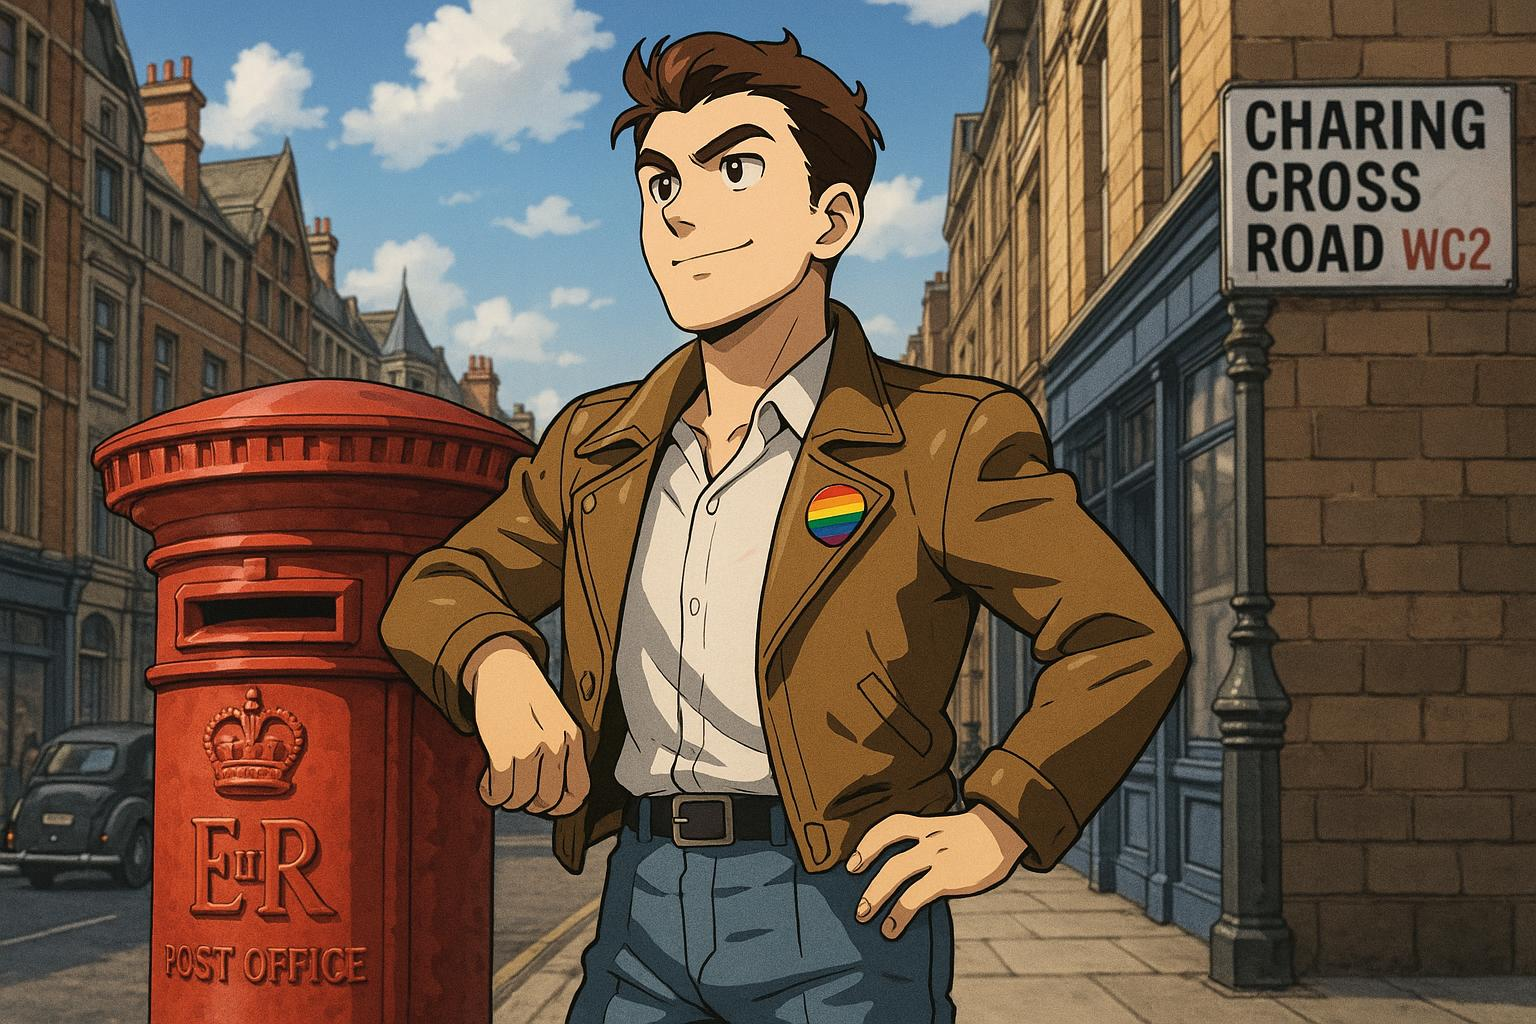 CHARING
CROSS
ROAD WC2
EIIR
POST OFFICE